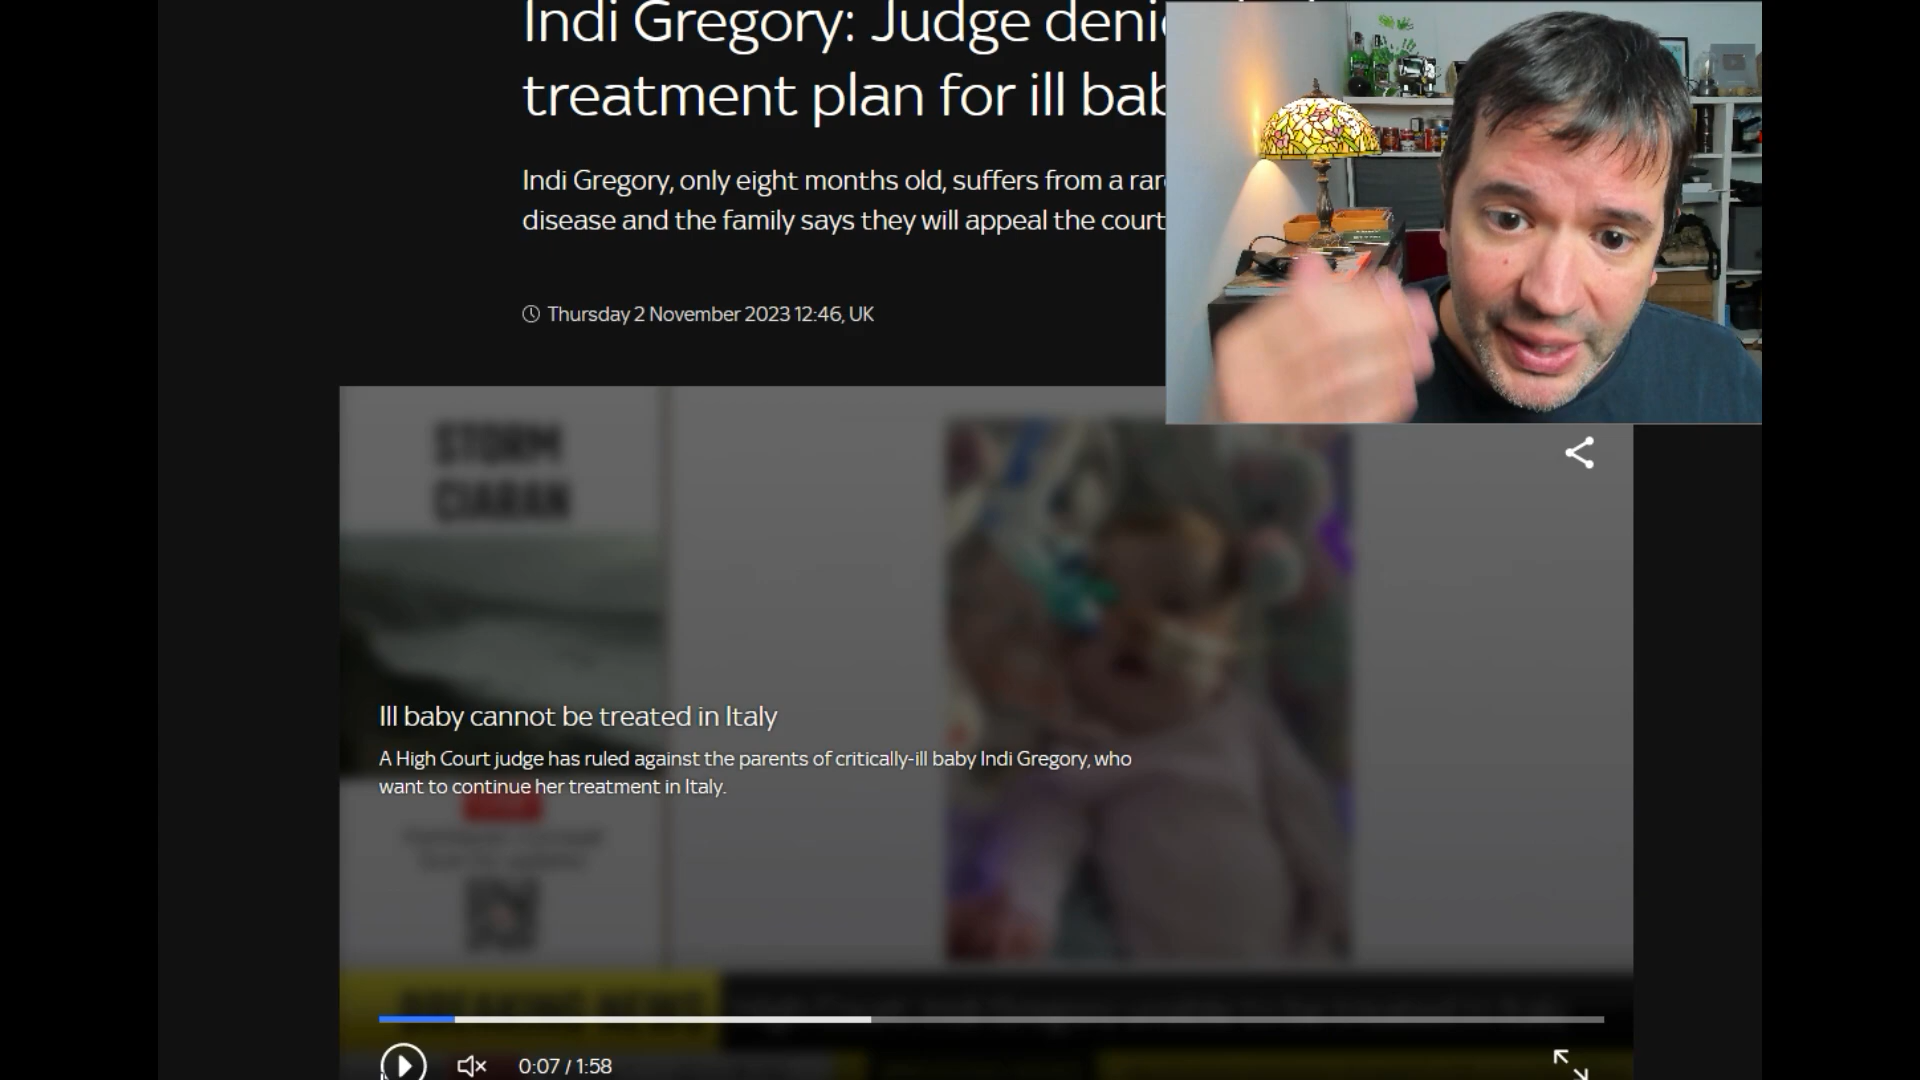 Indi Gregory: Judge deni
treatment plan for ill bab
Indi Gregory, only eight months old, suffers from a rar
disease and the family says they will appeal the court
Thursday 2 November 2023 12:46, UK
STORM
CIARAN
Ill baby cannot be treated in Italy
A High Court judge has ruled against the parents of critically-ill baby Indi Gregory, who
want to continue her treatment in Italy.
BREAKING NEWS
0:07 / 1:58